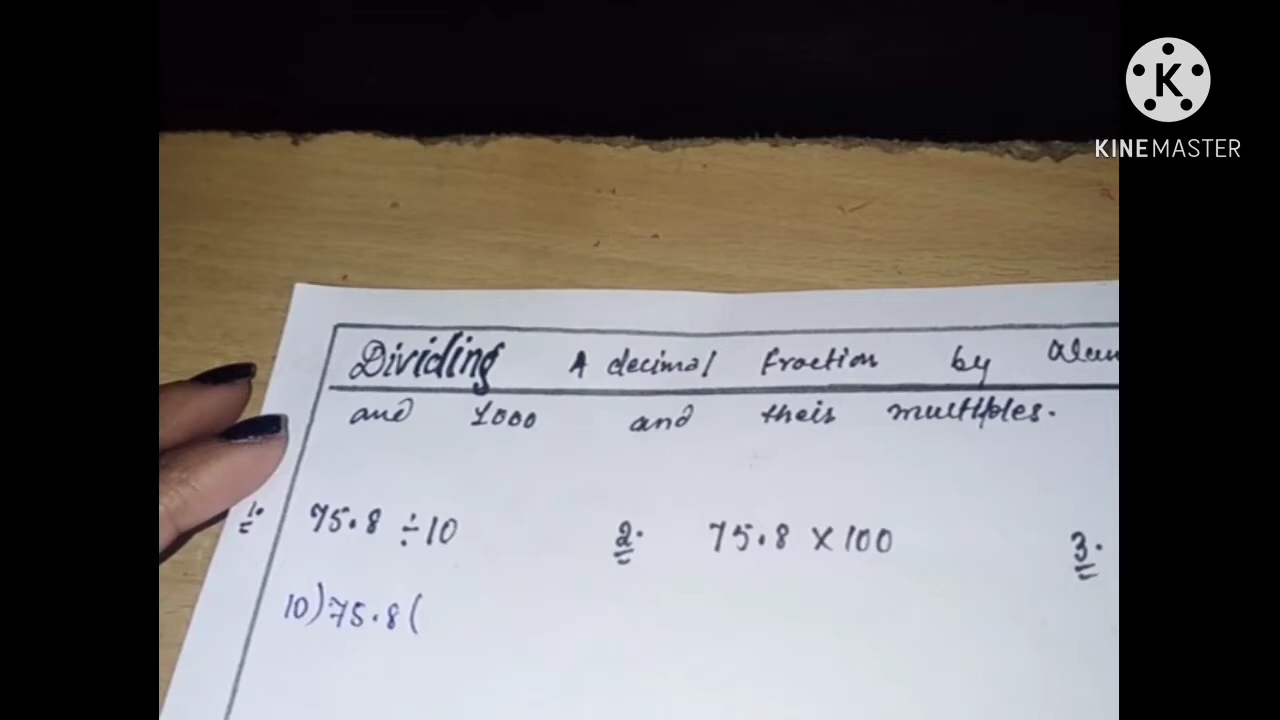 KINEMASTER
Dividing A decimal fraction by
and 1000 and their multiples.
1. 75.8 ÷ 10 2. 75.8 × 100 3.
10)75.8(